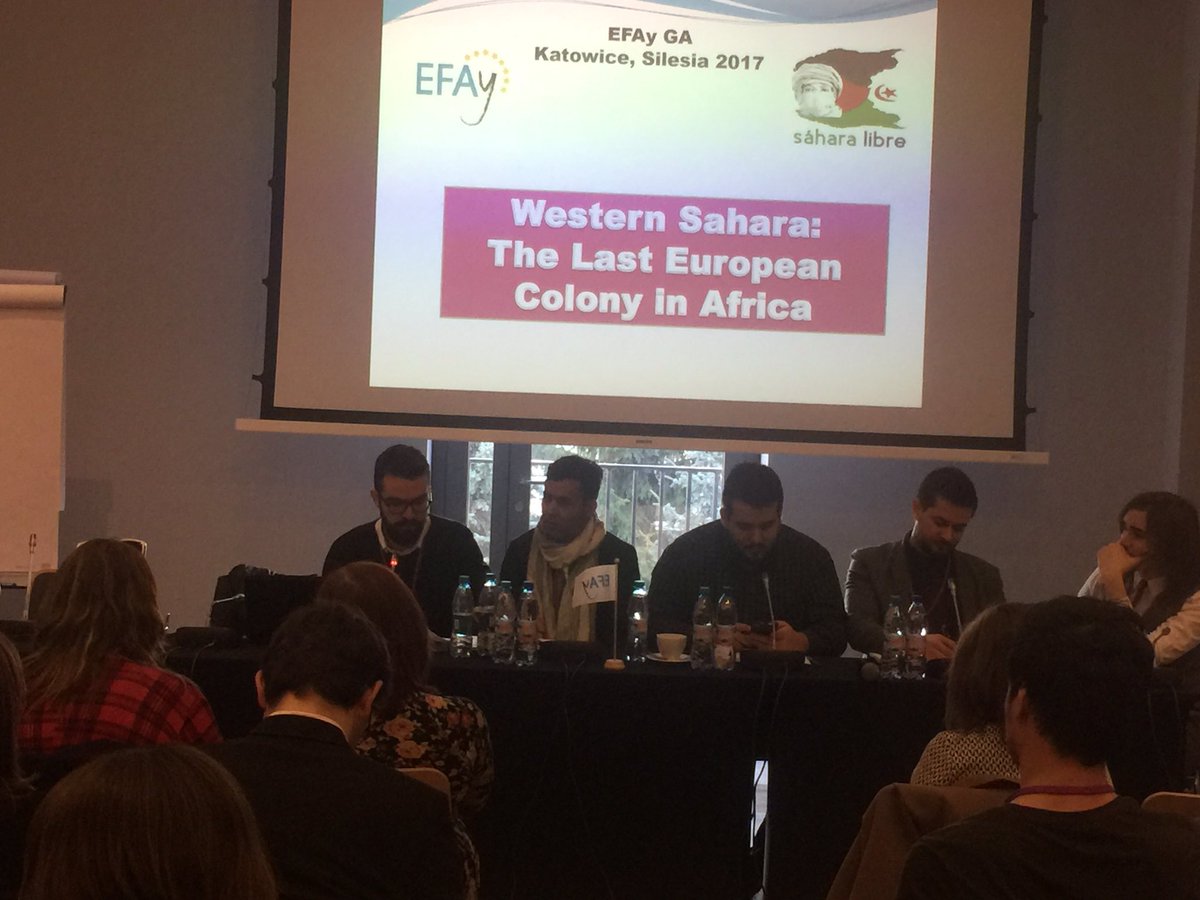 EFAy GA
Katowice, Silesia 2017
EFAy
sáhara libre
Western Sahara:
The Last European
Colony in Africa
EFAy